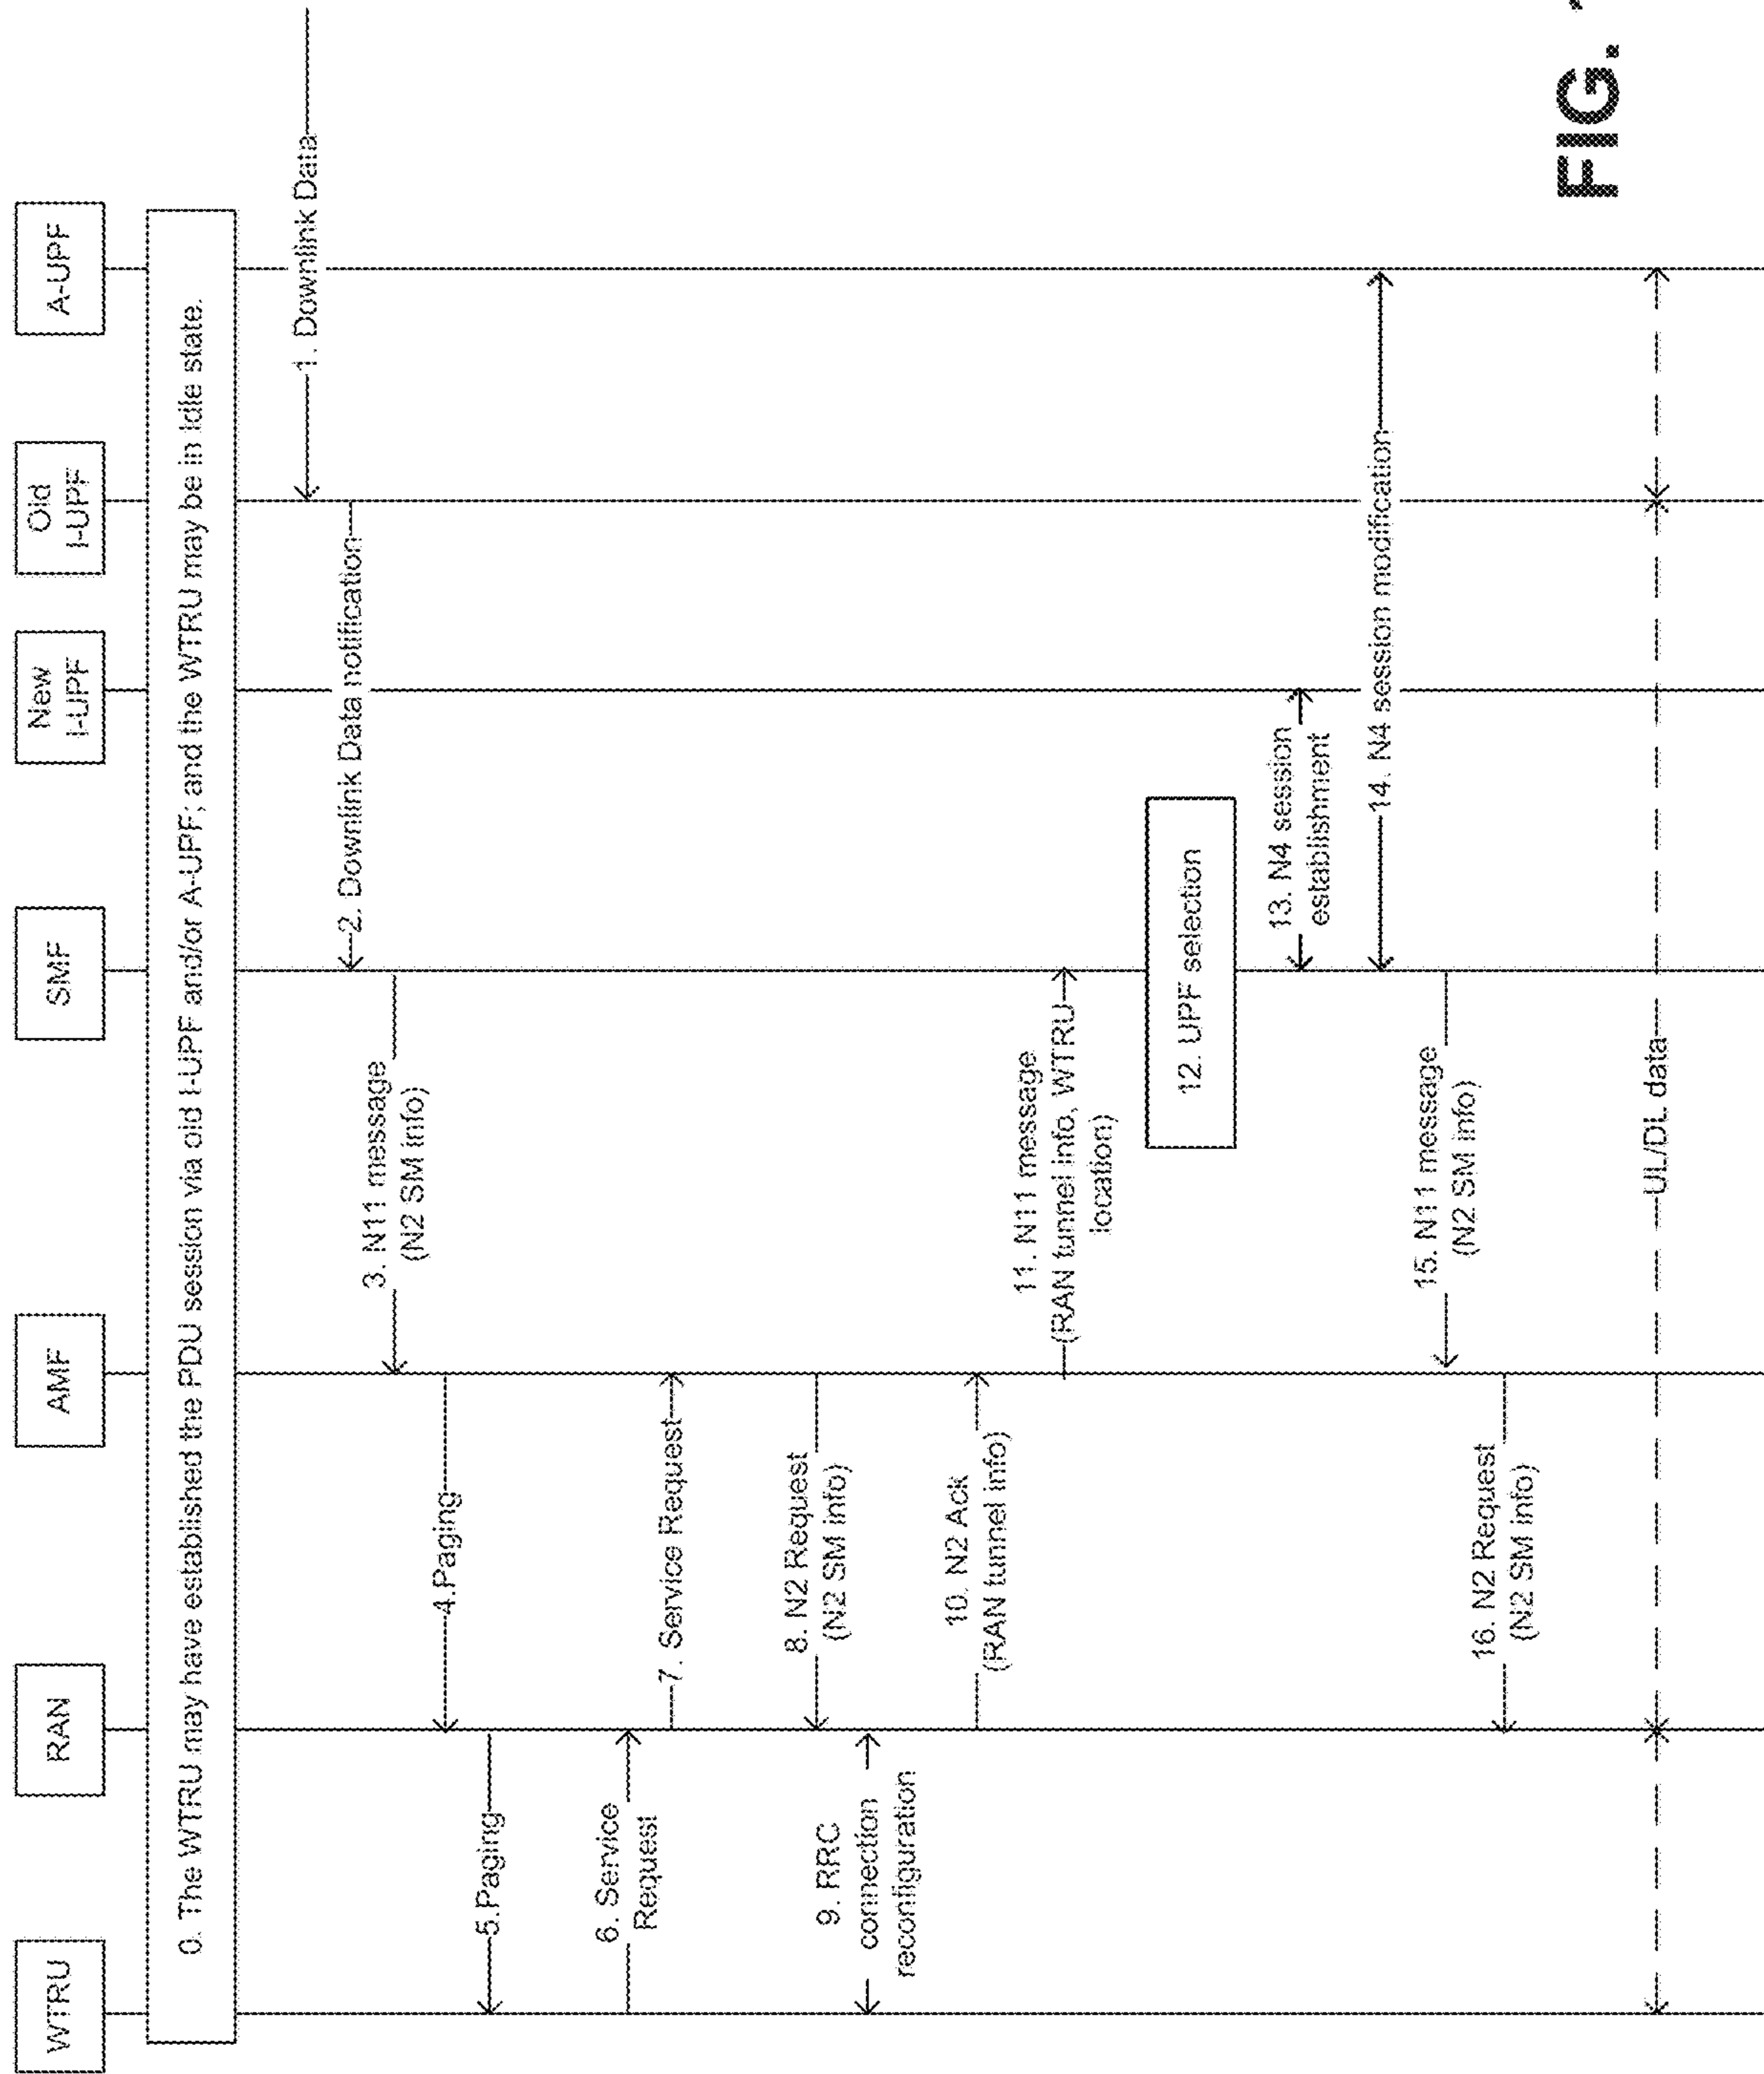 WTRU
RAN
AMF
SMF
New
I-UPF
Old
I-UPF
A-UPF
0. The WTRU may have established the PDU session via old I-UPF and/or A-UPF; and the WTRU may be in idle state.
1. Downlink Data
2. Downlink Data notification
3. N11 message
(N2 SM info)
4.Paging
5.Paging
6. Service
Request
7. Service Request
8. N2 Request
(N2 SM info)
9. RRC
connection
reconfiguration
10. N2 Ack
(RAN tunnel info)
11. N11 message
(RAN tunnel info, WTRU
location)
12. UPF selection
13. N4 session
establishment
14. N4 session modification
15. N11 message
(N2 SM info)
16. N2 Request
(N2 SM info)
UL/DL data
FIG.